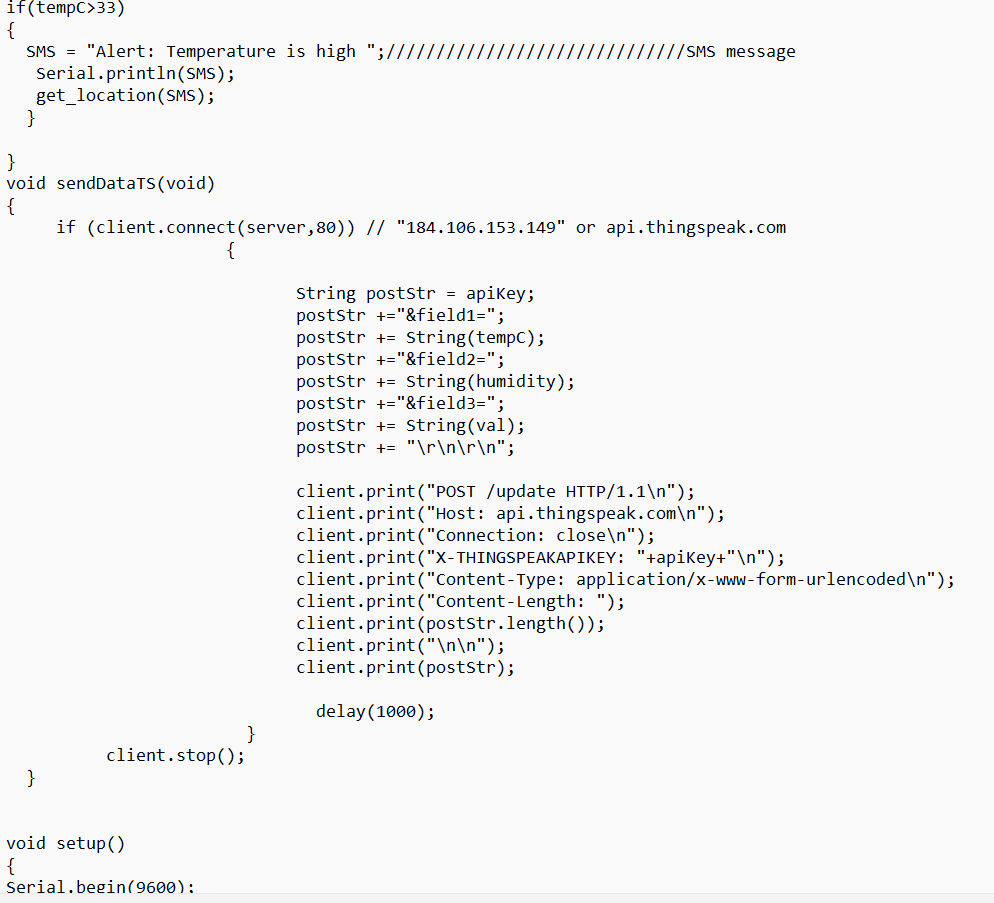 if(tempC>33)
{
SMS = "Alert: Temperature is high ";//////////////////////////////SMS message
Serial.println(SMS);
get_location(SMS);
}
}
void sendDataTS(void)
{
if (client.connect(server,80)) // "184.106.153.149" or api.thingspeak.com
{
String postStr = apiKey;
postStr +="&field1=";
postStr += String(tempC);
postStr +="&field2=";
postStr += String(humidity);
postStr +="&field3=";
postStr += String(val);
postStr += "\r\n\r\n";
client.print("POST /update HTTP/1.1\n");
client.print("Host: api.thingspeak.com\n");
client.print("Connection: close\n");
client.print("X-THINGSPEAKAPIKEY: "+apiKey+"\n");
client.print("Content-Type: application/x-www-form-urlencoded\n");
client.print("Content-Length: ");
client.print(postStr.length());
client.print("\n\n");
client.print(postStr);
delay(1000);
}
client.stop();
}
void setup()
{
Serial.begin(9600);